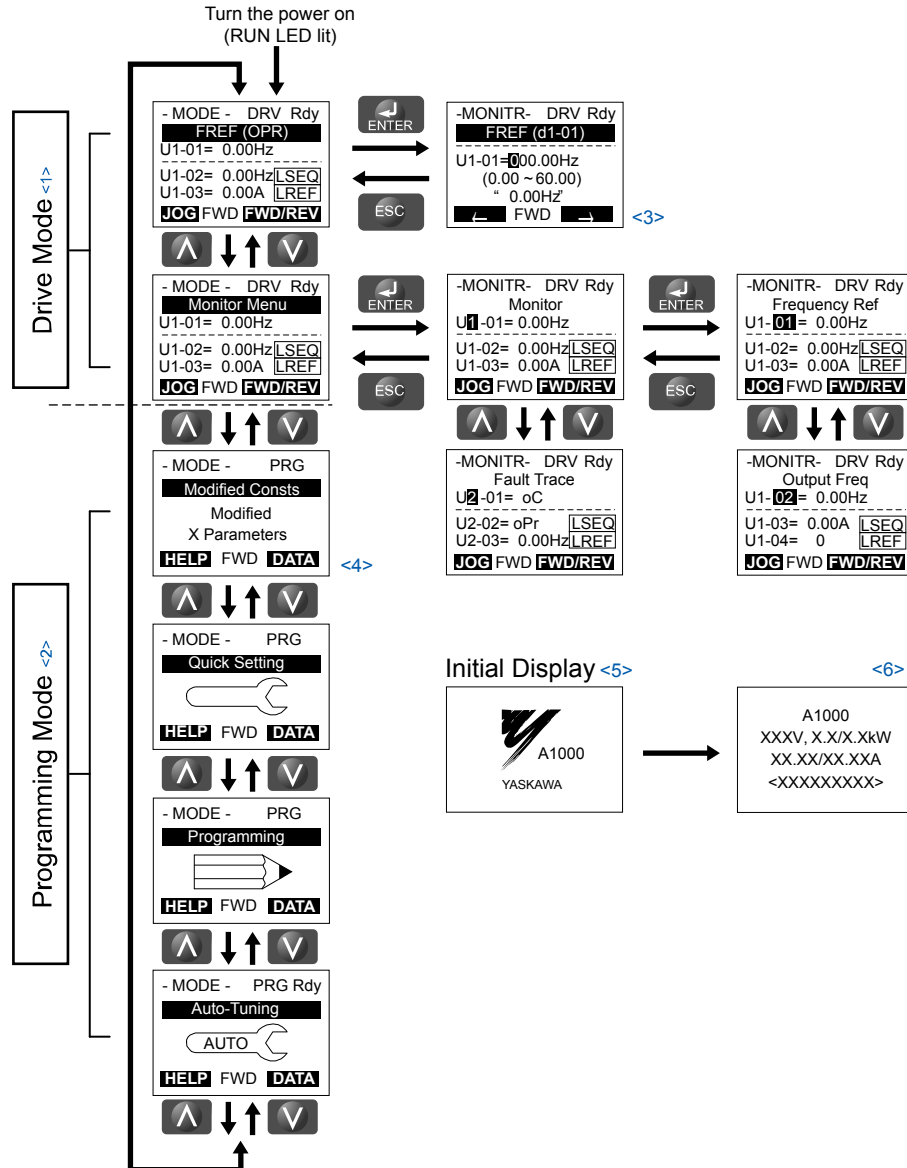 Turn the power on
(RUN LED lit)
Drive Mode <1>
- MODE - DRV Rdy
FREF (OPR)
U1-01= 0.00Hz
U1-02= 0.00Hz LSEQ
U1-03= 0.00A LREF
JOG FWD FWD/REV
ENTER
ESC
-MONITR- DRV Rdy
FREF (d1-01)
U1-01=000.00Hz
(0.00 ~ 60.00)
“ 0.00Hz”
← FWD →
<3>
- MODE - DRV Rdy
Monitor Menu
U1-01= 0.00Hz
U1-02= 0.00Hz LSEQ
U1-03= 0.00A LREF
JOG FWD FWD/REV
ENTER
ESC
-MONITR- DRV Rdy
Monitor
U1 -01= 0.00Hz
U1-02= 0.00Hz LSEQ
U1-03= 0.00A LREF
JOG FWD FWD/REV
ENTER
ESC
-MONITR- DRV Rdy
Frequency Ref
U1- 01 = 0.00Hz
U1-02= 0.00Hz LSEQ
U1-03= 0.00A LREF
JOG FWD FWD/REV
-MONITR- DRV Rdy
Fault Trace
U2 -01= oC
U2-02= oPr LSEQ
U2-03= 0.00Hz LREF
JOG FWD FWD/REV
-MONITR- DRV Rdy
Output Freq
U1- 02 = 0.00Hz
U1-03= 0.00A LSEQ
U1-04= 0 LREF
JOG FWD FWD/REV
Programming Mode <2>
- MODE - PRG
Modified Consts
Modified
X Parameters
HELP FWD DATA
<4>
- MODE - PRG
Quick Setting
HELP FWD DATA
- MODE - PRG
Programming
HELP FWD DATA
- MODE - PRG Rdy
Auto-Tuning
AUTO
HELP FWD DATA
Initial Display <5>
A1000
YASKAWA
<6>
A1000
XXXV, X.X/X.XkW
XX.XX/XX.XXA
<XXXXXXXXX>